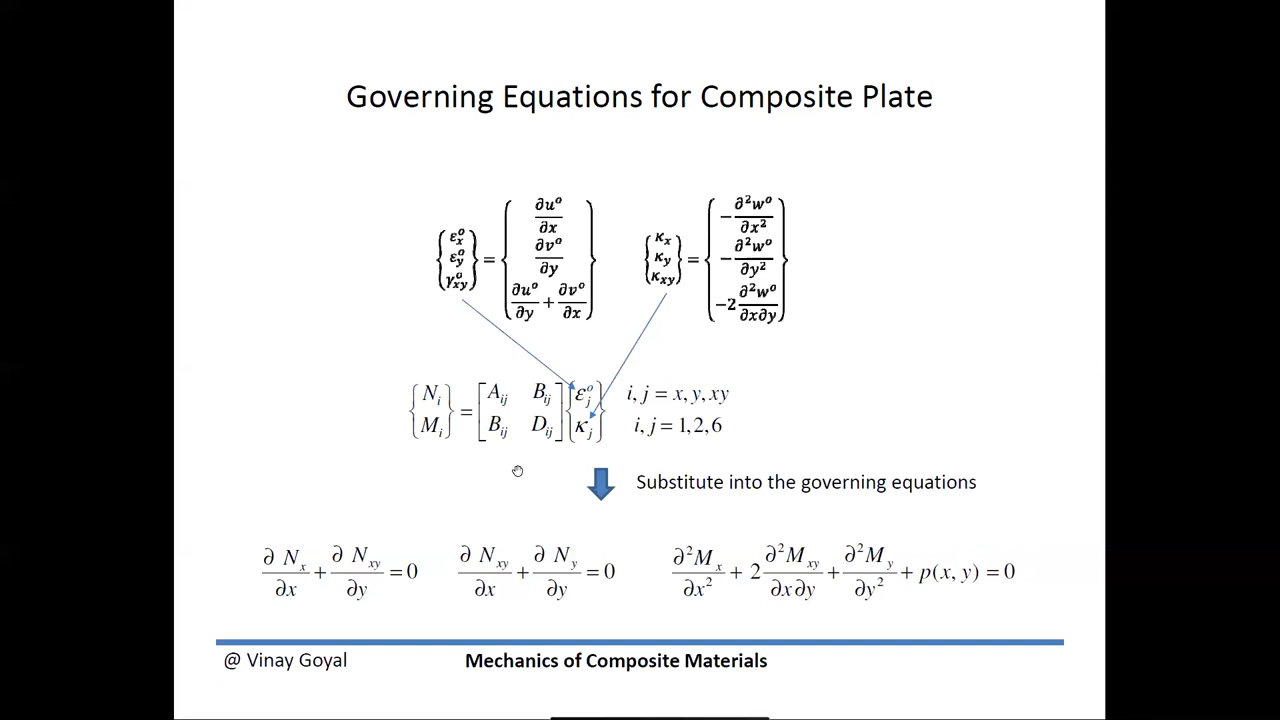 Governing Equations for Composite Plate
{ε_x^o, ε_y^o, γ_xy^o} = {∂u^o/∂x, ∂v^o/∂y, ∂u^o/∂y + ∂v^o/∂x} {κ_x, κ_y, κ_xy} = {-∂²w^o/∂x², -∂²w^o/∂y², -2 ∂²w^o/∂x∂y}
{N_i, M_i} = [A_ij B_ij; B_ij D_ij] {ε_j^o, κ_j} i, j = x, y, xy
i, j = 1,2,6
Substitute into the governing equations
∂ N_x/∂x + ∂ N_xy/∂y = 0 ∂ N_xy/∂x + ∂ N_y/∂y = 0 ∂²M_x/∂x² + 2 ∂²M_xy/∂x∂y + ∂²M_y/∂y² + p(x, y) = 0
@ Vinay Goyal Mechanics of Composite Materials